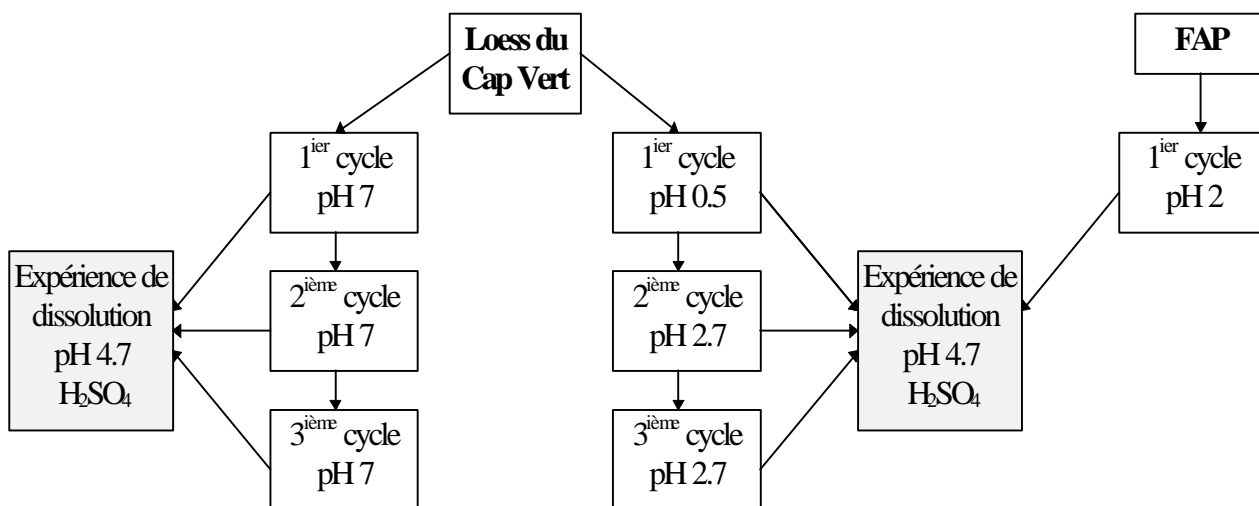 Loess du
Cap Vert
FAP
1ier cycle
pH 7
1ier cycle
pH 0.5
1ier cycle
pH 2
Expérience de
dissolution
pH 4.7
H2SO4
2ième cycle
pH 7
2ième cycle
pH 2.7
Expérience de
dissolution
pH 4.7
H2SO4
3ième cycle
pH 7
3ième cycle
pH 2.7